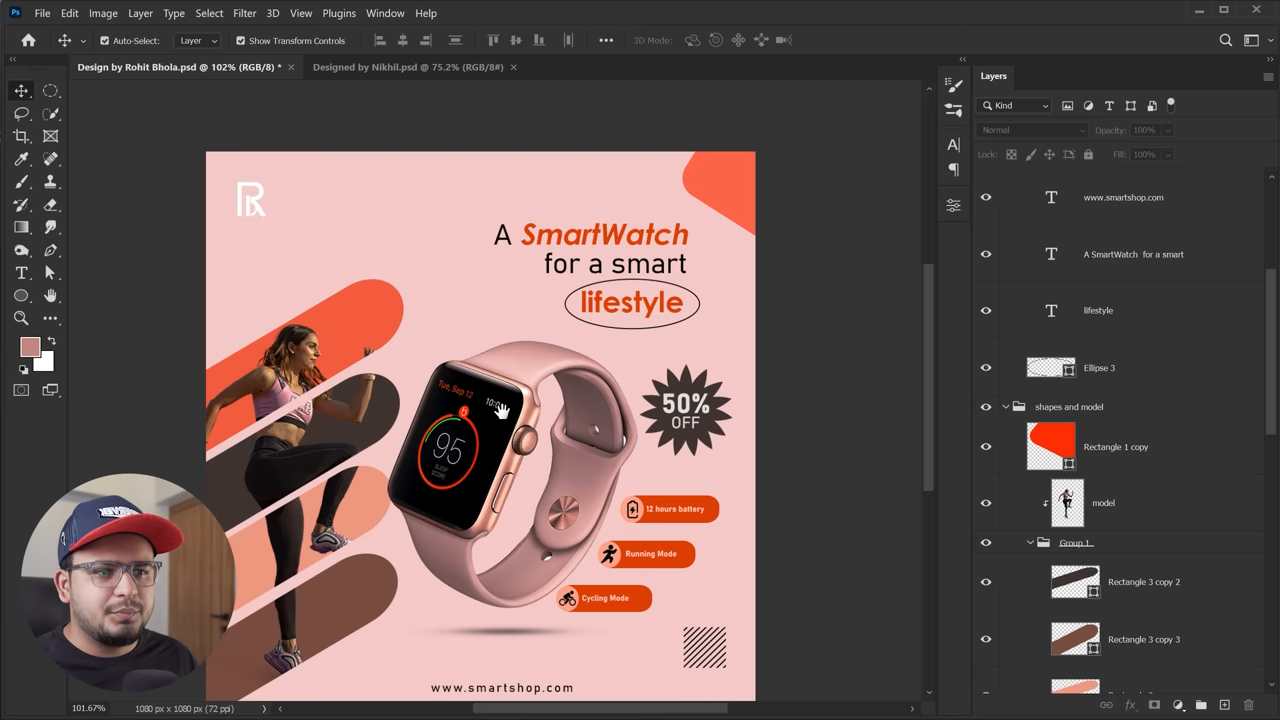 Ps File Edit Image Layer Type Select Filter 3D View Plugins Window Help
Auto-Select: Layer Show Transform Controls 3D Mode:
Design by Rohit Bhola.psd @ 102% (RGB/8) * Designed by Nikhil.psd @ 75.2% (RGB/8#)
Layers
Kind
Normal Opacity: 100%
Lock: Fill: 100%
www.smartshop.com
A SmartWatch for a smart
lifestyle
Ellipse 3
shapes and model
Rectangle 1 copy
model
Group 1
Rectangle 3 copy 2
Rectangle 3 copy 3
A SmartWatch
for a smart
lifestyle
Tue, Sep 12
95
SLEEP
SCORE
50%
OFF
12 hours battery
Running Mode
Cycling Mode
www.smartshop.com
101.67% 1080 px x 1080 px (72 ppi)